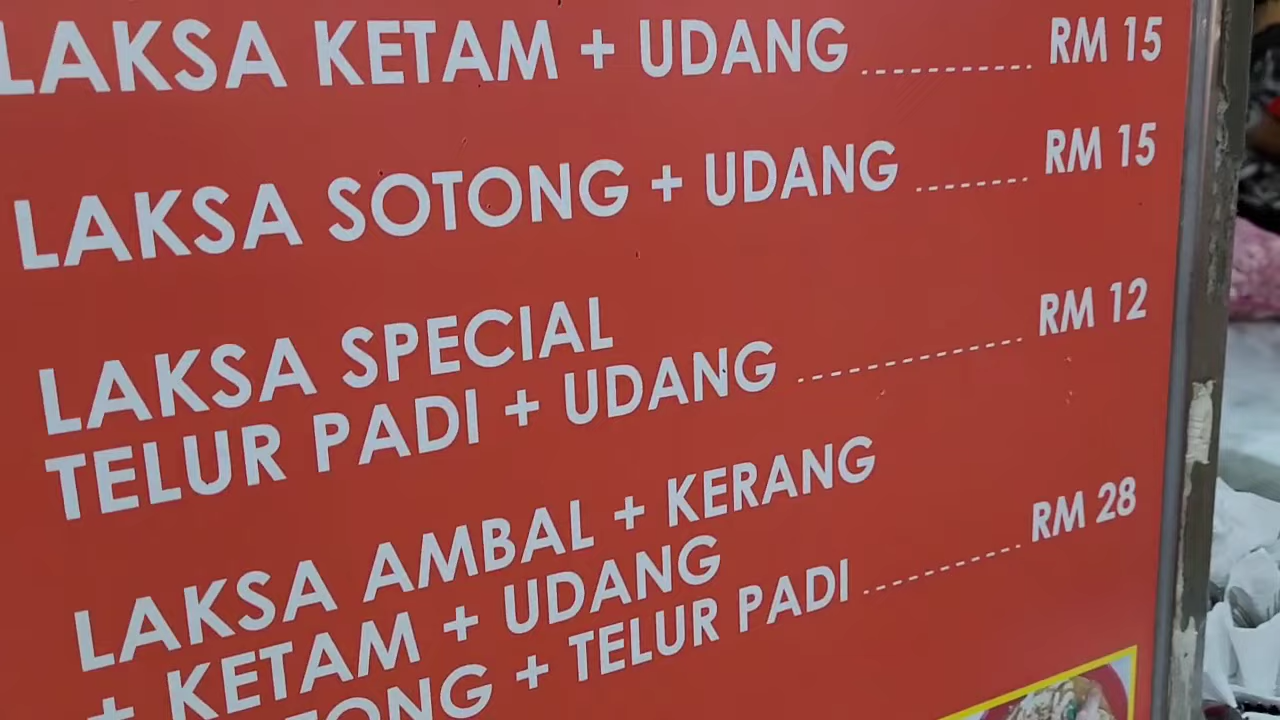 LAKSA KETAM + UDANG .......... RM 15
LAKSA SOTONG + UDANG ....... RM 15
LAKSA SPECIAL
TELUR PADI + UDANG .............. RM 12
LAKSA AMBAL + KERANG
+ KETAM + UDANG
TONG + TELUR PADI .......... RM 28